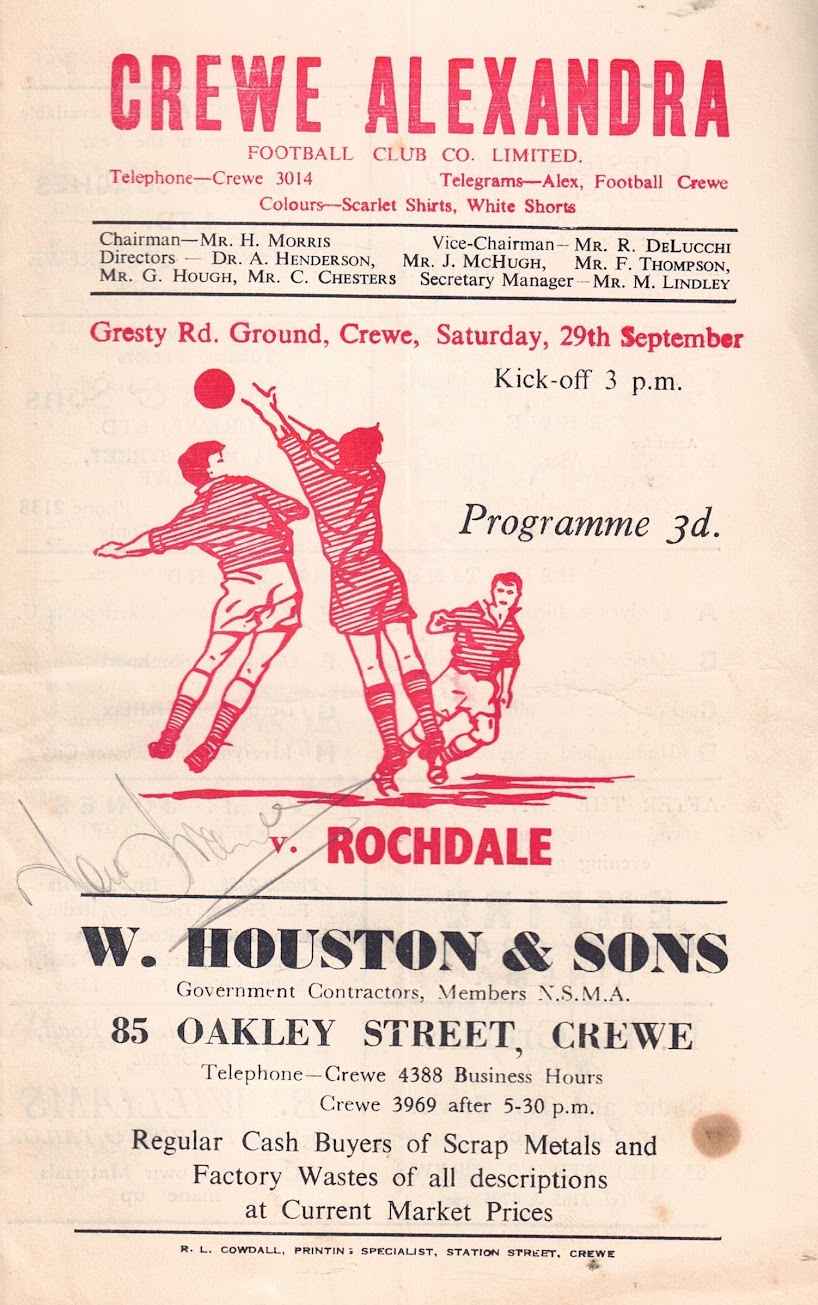 CREWE ALEXANDRA
FOOTBALL CLUB CO. LIMITED.
Telephone—Crewe 3014 Telegrams—Alex, Football Crewe
Colours—Scarlet Shirts, White Shorts
Chairman—MR. H. MORRIS Vice-Chairman—MR. R. DELUCCHI
Directors — DR. A. HENDERSON, MR. J. MCHUGH, MR. F. THOMPSON,
MR. G. HOUGH, MR. C. CHESTERS Secretary Manager—MR. M. LINDLEY
Gresty Rd. Ground, Crewe, Saturday, 29th September
Kick-off 3 p.m.
Programme 3d.
v. ROCHDALE
W. HOUSTON & SONS
Government Contractors, Members N.S.M.A.
85 OAKLEY STREET, CREWE
Telephone—Crewe 4388 Business Hours
Crewe 3969 after 5-30 p.m.
Regular Cash Buyers of Scrap Metals and
Factory Wastes of all descriptions
at Current Market Prices
R. L. COWDALL, PRINTING SPECIALIST, STATION STREET, CREWE